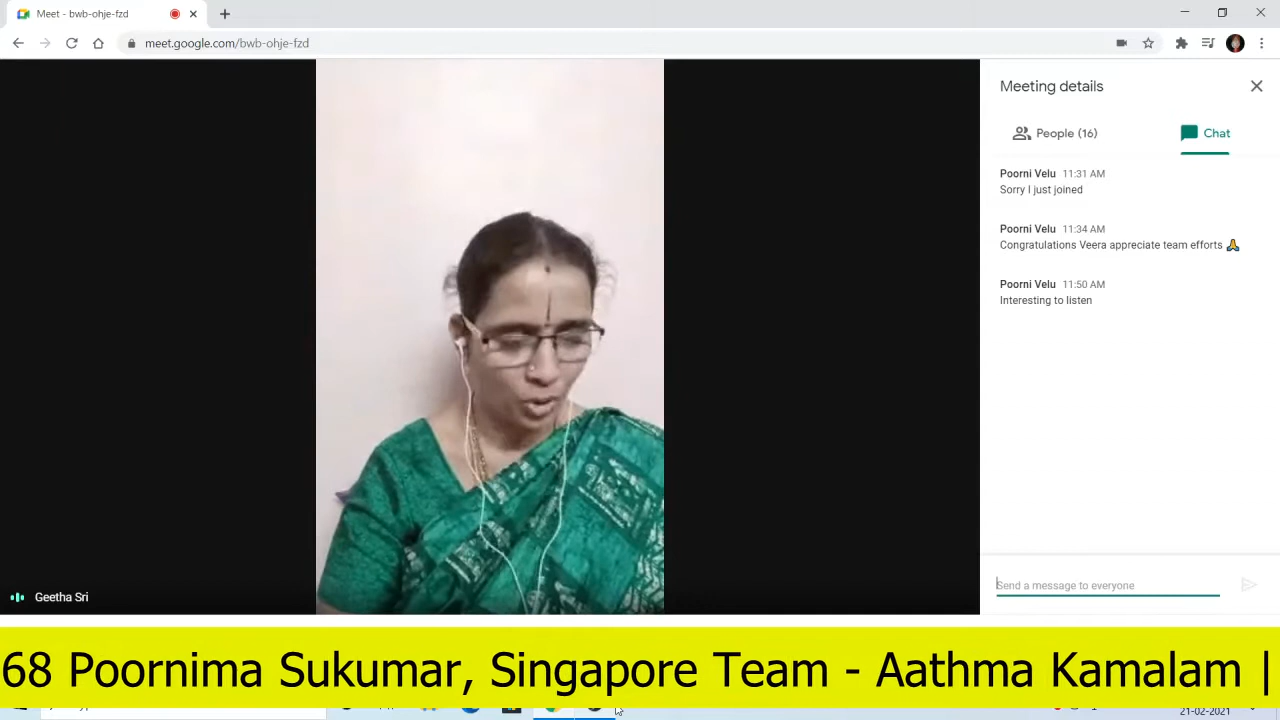 Meet - bwb-ohje-fzd
meet.google.com/bwb-ohje-fzd
Meeting details
People (16)
Chat
Poorni Velu 11:31 AM
Sorry I just joined
Poorni Velu 11:34 AM
Congratulations Veera appreciate team efforts 🙏
Poorni Velu 11:50 AM
Interesting to listen
Send a message to everyone
Geetha Sri
68 Poornima Sukumar, Singapore Team - Aathma Kamalam |
21-02-2021